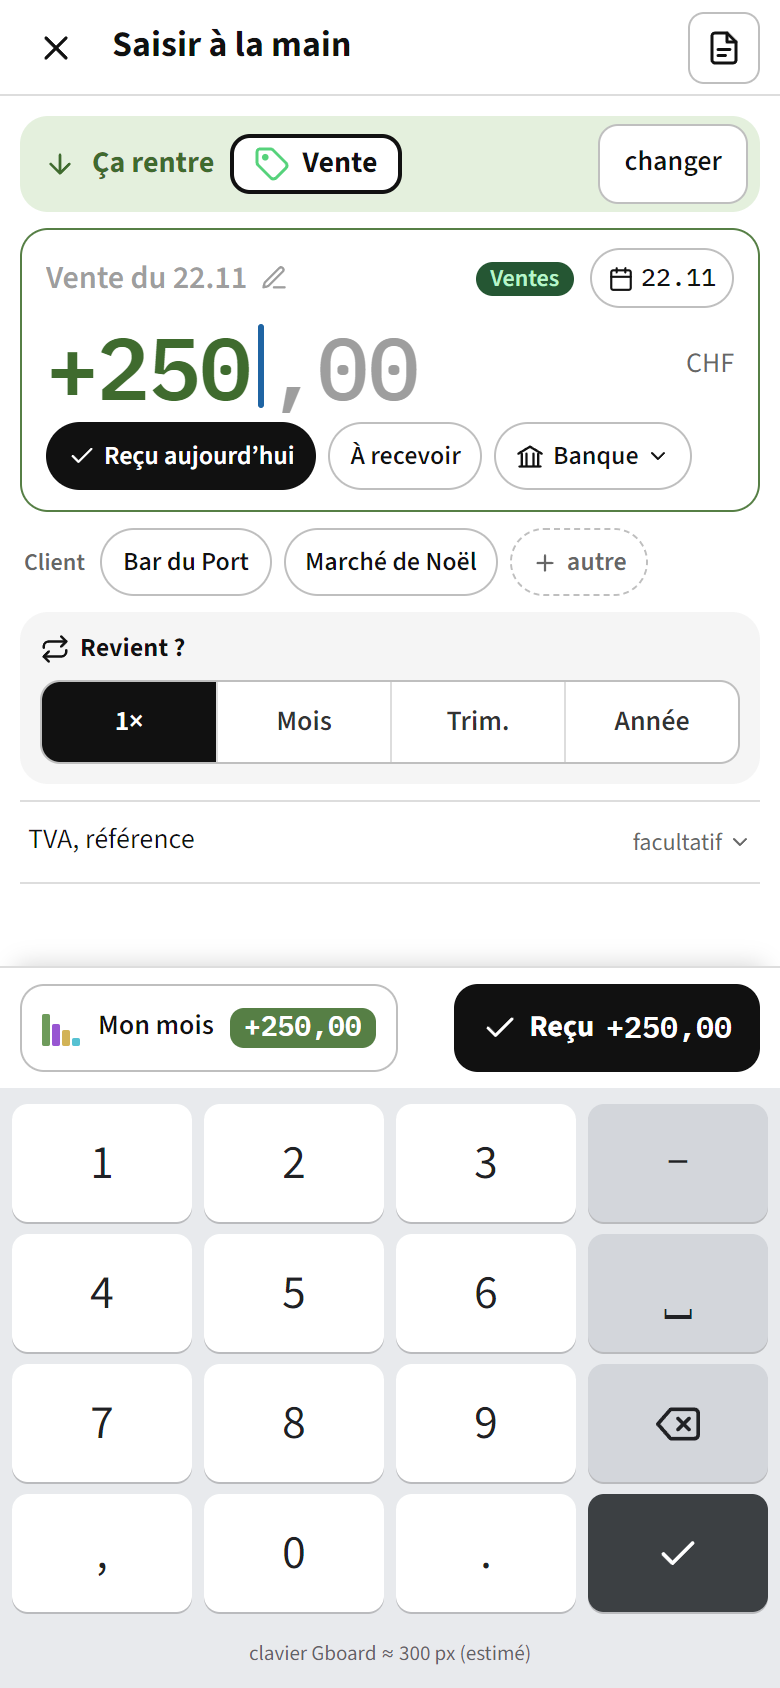 Saisir à la main
Ça rentre Vente changer
Vente du 22.11 Ventes 22.11
+250,00 CHF
Reçu aujourd’hui À recevoir Banque
Client Bar du Port Marché de Noël + autre
Revient ?
1× Mois Trim. Année
TVA, référence facultatif
Mon mois +250,00 Reçu +250,00
1 2 3 −
4 5 6 ⎵
7 8 9
, 0 .
clavier Gboard ≈ 300 px (estimé)